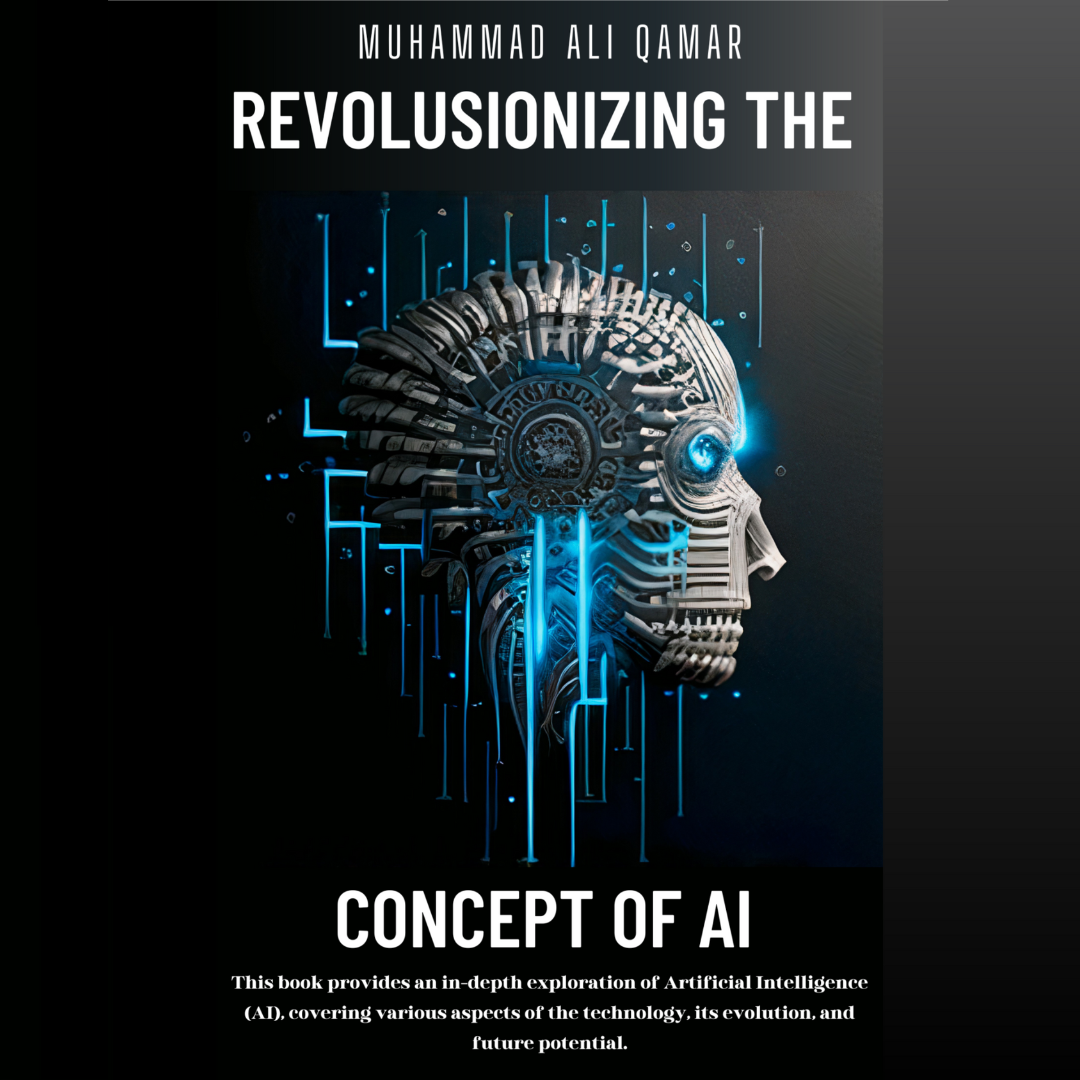 MUHAMMAD ALI QAMAR
REVOLUSIONIZING THE
CONCEPT OF AI
This book provides an in-depth exploration of Artificial Intelligence
(AI), covering various aspects of the technology, its evolution, and
future potential.